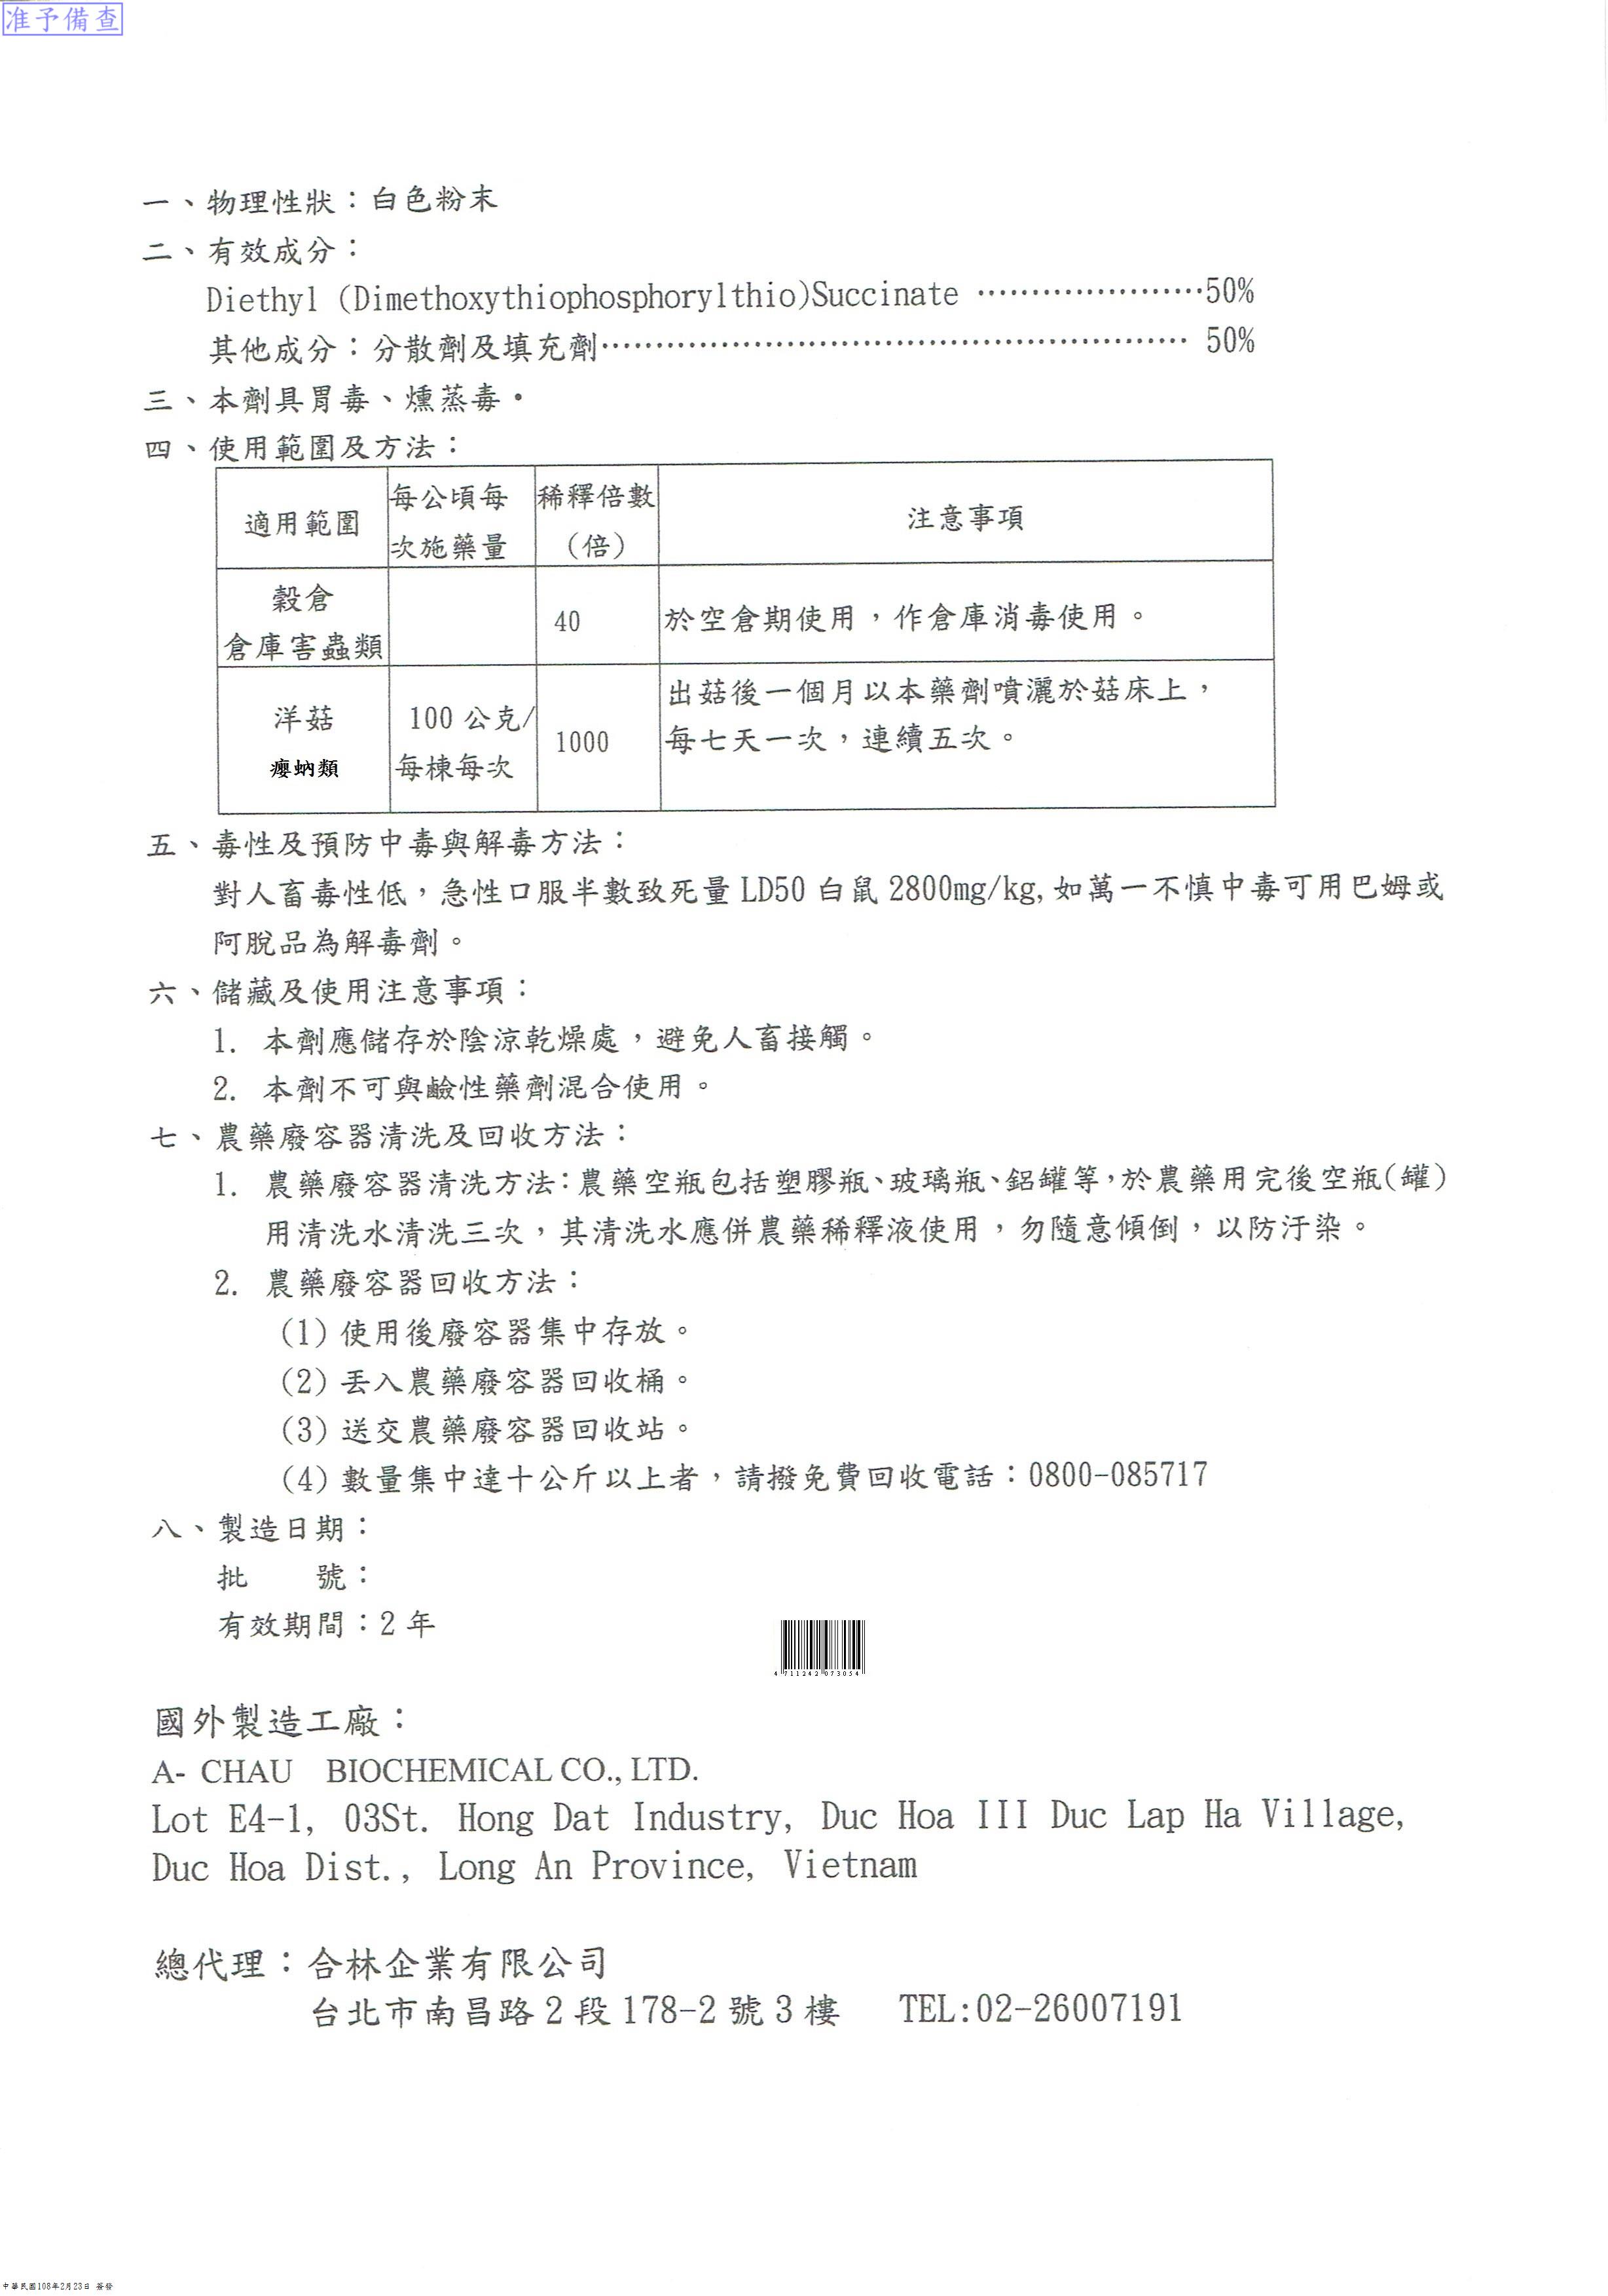 准予備查
一、物理性狀：白色粉末
二、有效成分：
Diethyl (Dimethoxythiophosphorylthio)Succinate ‥‥‥‥‥‥‥‥‥‥50%
其他成分：分散劑及填充劑‥‥‥‥‥‥‥‥‥‥‥‥‥‥‥‥‥‥‥‥‥‥‥‥‥‥ 50%
三、本劑具胃毒、燻蒸毒。
四、使用範圍及方法：
適用範圍
每公頃每
次施藥量
稀釋倍數
（倍）
注意事項
穀倉
倉庫害蟲類
40
於空倉期使用，作倉庫消毒使用。
洋菇
癭蚋類
100 公克/
每棟每次
1000
出菇後一個月以本藥劑噴灑於菇床上，
每七天一次，連續五次。
五、毒性及預防中毒與解毒方法：
對人畜毒性低，急性口服半數致死量 LD50 白鼠 2800mg/kg,如萬一不慎中毒可用巴姆或
阿脫品為解毒劑。
六、儲藏及使用注意事項：
1. 本劑應儲存於陰涼乾燥處，避免人畜接觸。
2. 本劑不可與鹼性藥劑混合使用。
七、農藥廢容器清洗及回收方法：
1. 農藥廢容器清洗方法：農藥空瓶包括塑膠瓶、玻璃瓶、鋁罐等，於農藥用完後空瓶(罐)
用清洗水清洗三次，其清洗水應併農藥稀釋液使用，勿隨意傾倒，以防汙染。
2. 農藥廢容器回收方法：
(1) 使用後廢容器集中存放。
(2) 丟入農藥廢容器回收桶。
(3) 送交農藥廢容器回收站。
(4) 數量集中達十公斤以上者，請撥免費回收電話：0800-085717
八、製造日期：
批　　號：
有效期間：2 年
4 711242 073054
國外製造工廠：
A- CHAU BIOCHEMICAL CO., LTD.
Lot E4-1, 03St. Hong Dat Industry, Duc Hoa III Duc Lap Ha Village,
Duc Hoa Dist., Long An Province, Vietnam
總代理：合林企業有限公司
台北市南昌路 2 段 178-2 號 3 樓 TEL:02-26007191
中華民國108年2月23日 簽發